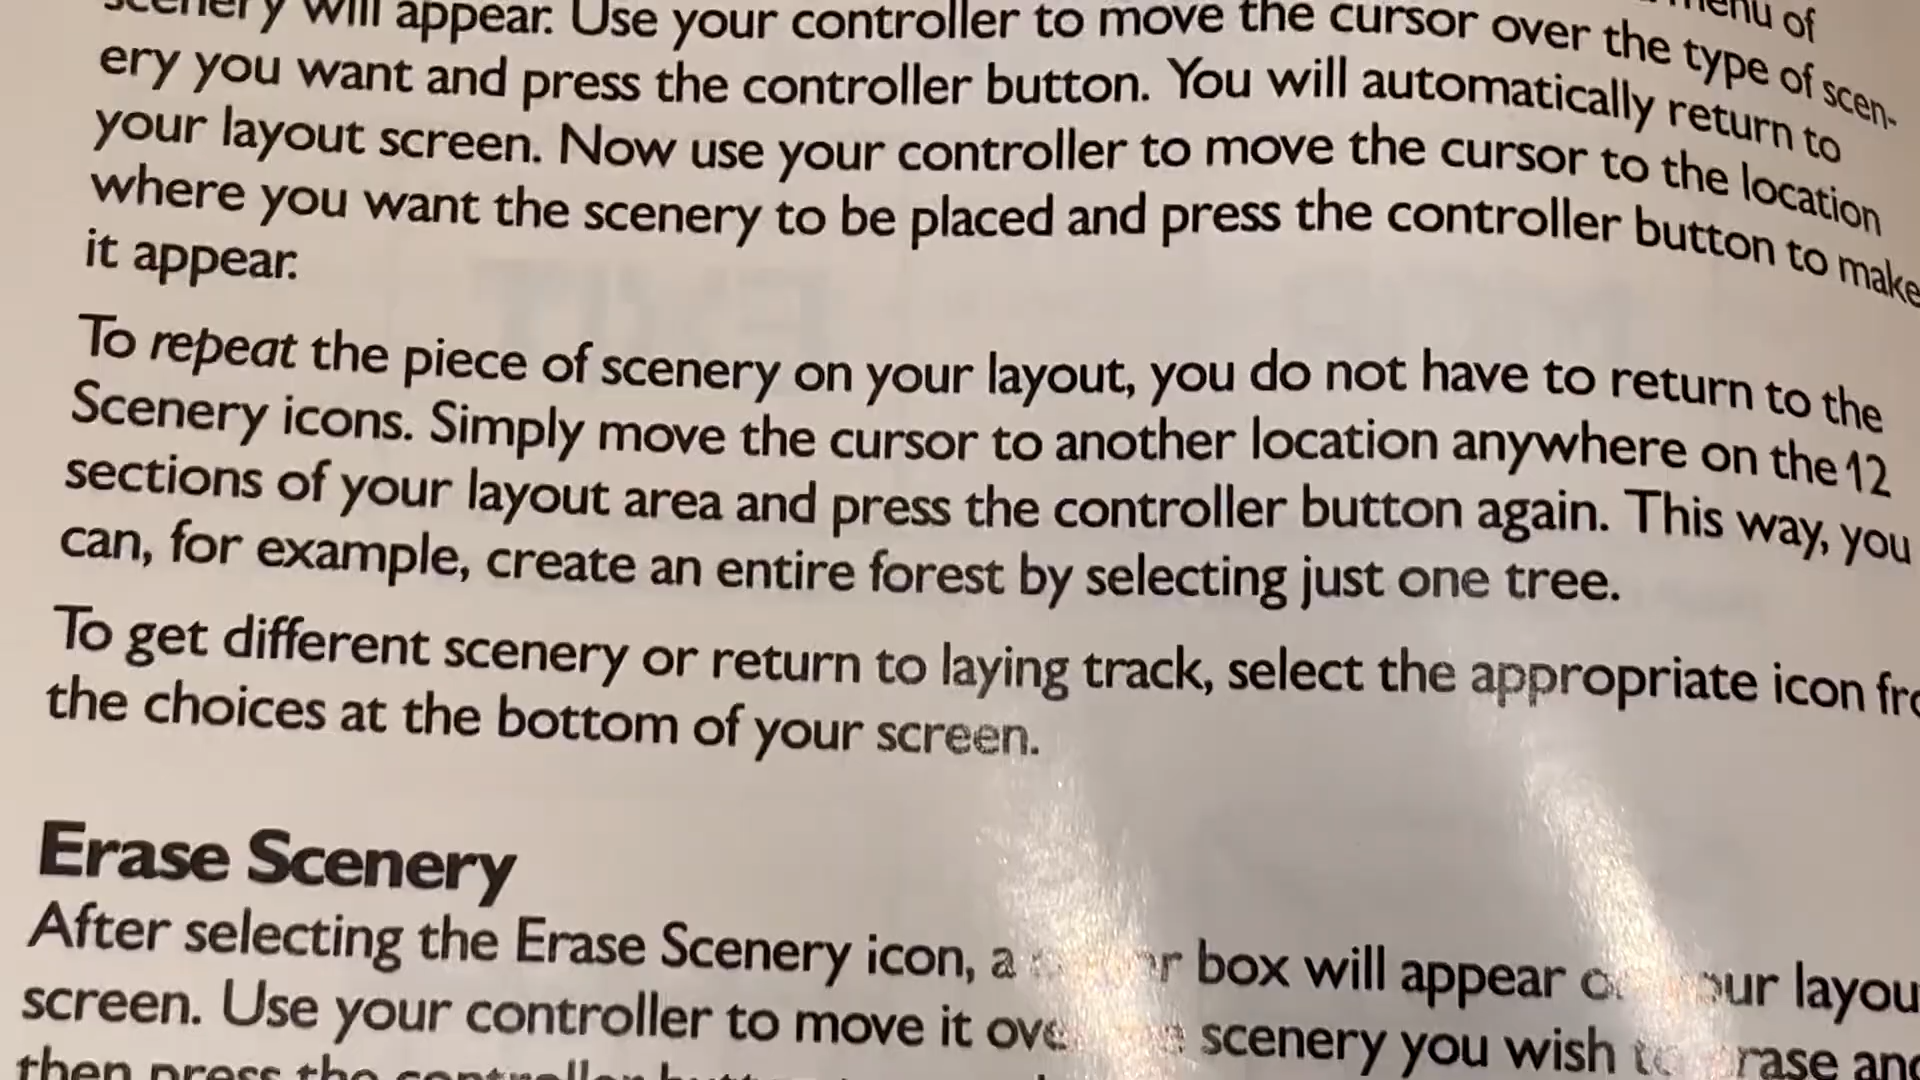 scenery will appear. Use your controller to move the cursor over the type of scen-
ery you want and press the controller button. You will automatically return to
your layout screen. Now use your controller to move the cursor to the location
where you want the scenery to be placed and press the controller button to make
it appear.
To repeat the piece of scenery on your layout, you do not have to return to the
Scenery icons. Simply move the cursor to another location anywhere on the 12
sections of your layout area and press the controller button again. This way, you
can, for example, create an entire forest by selecting just one tree.
To get different scenery or return to laying track, select the appropriate icon fro
the choices at the bottom of your screen.
Erase Scenery
After selecting the Erase Scenery icon, a box will appear layou
screen. Use your controller to move it scenery you wish and
then press the controller